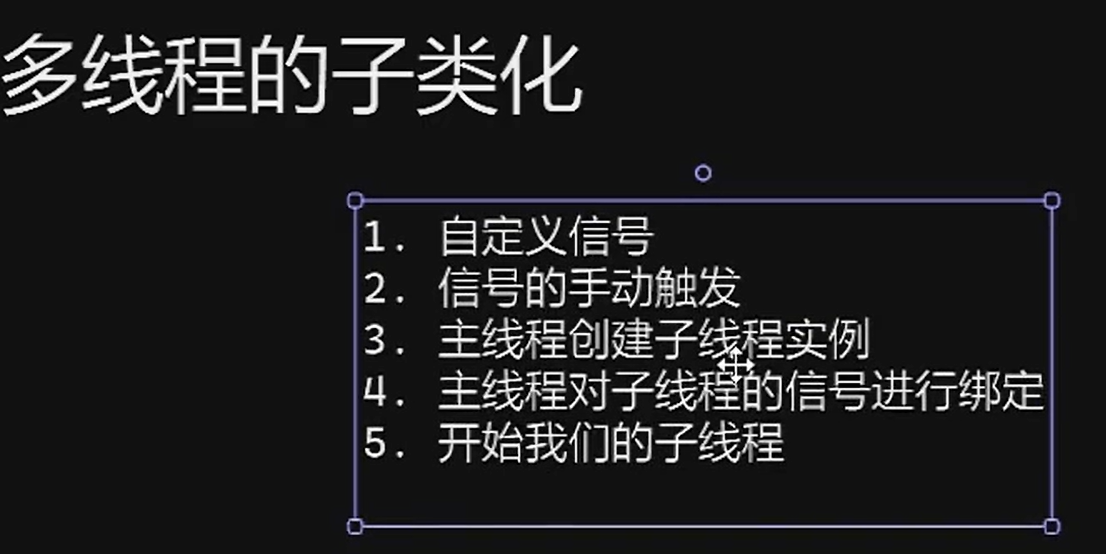 多线程的子类化
1. 自定义信号
2. 信号的手动触发
3. 主线程创建子线程实例
4. 主线程对子线程的信号进行绑定
5. 开始我们的子线程